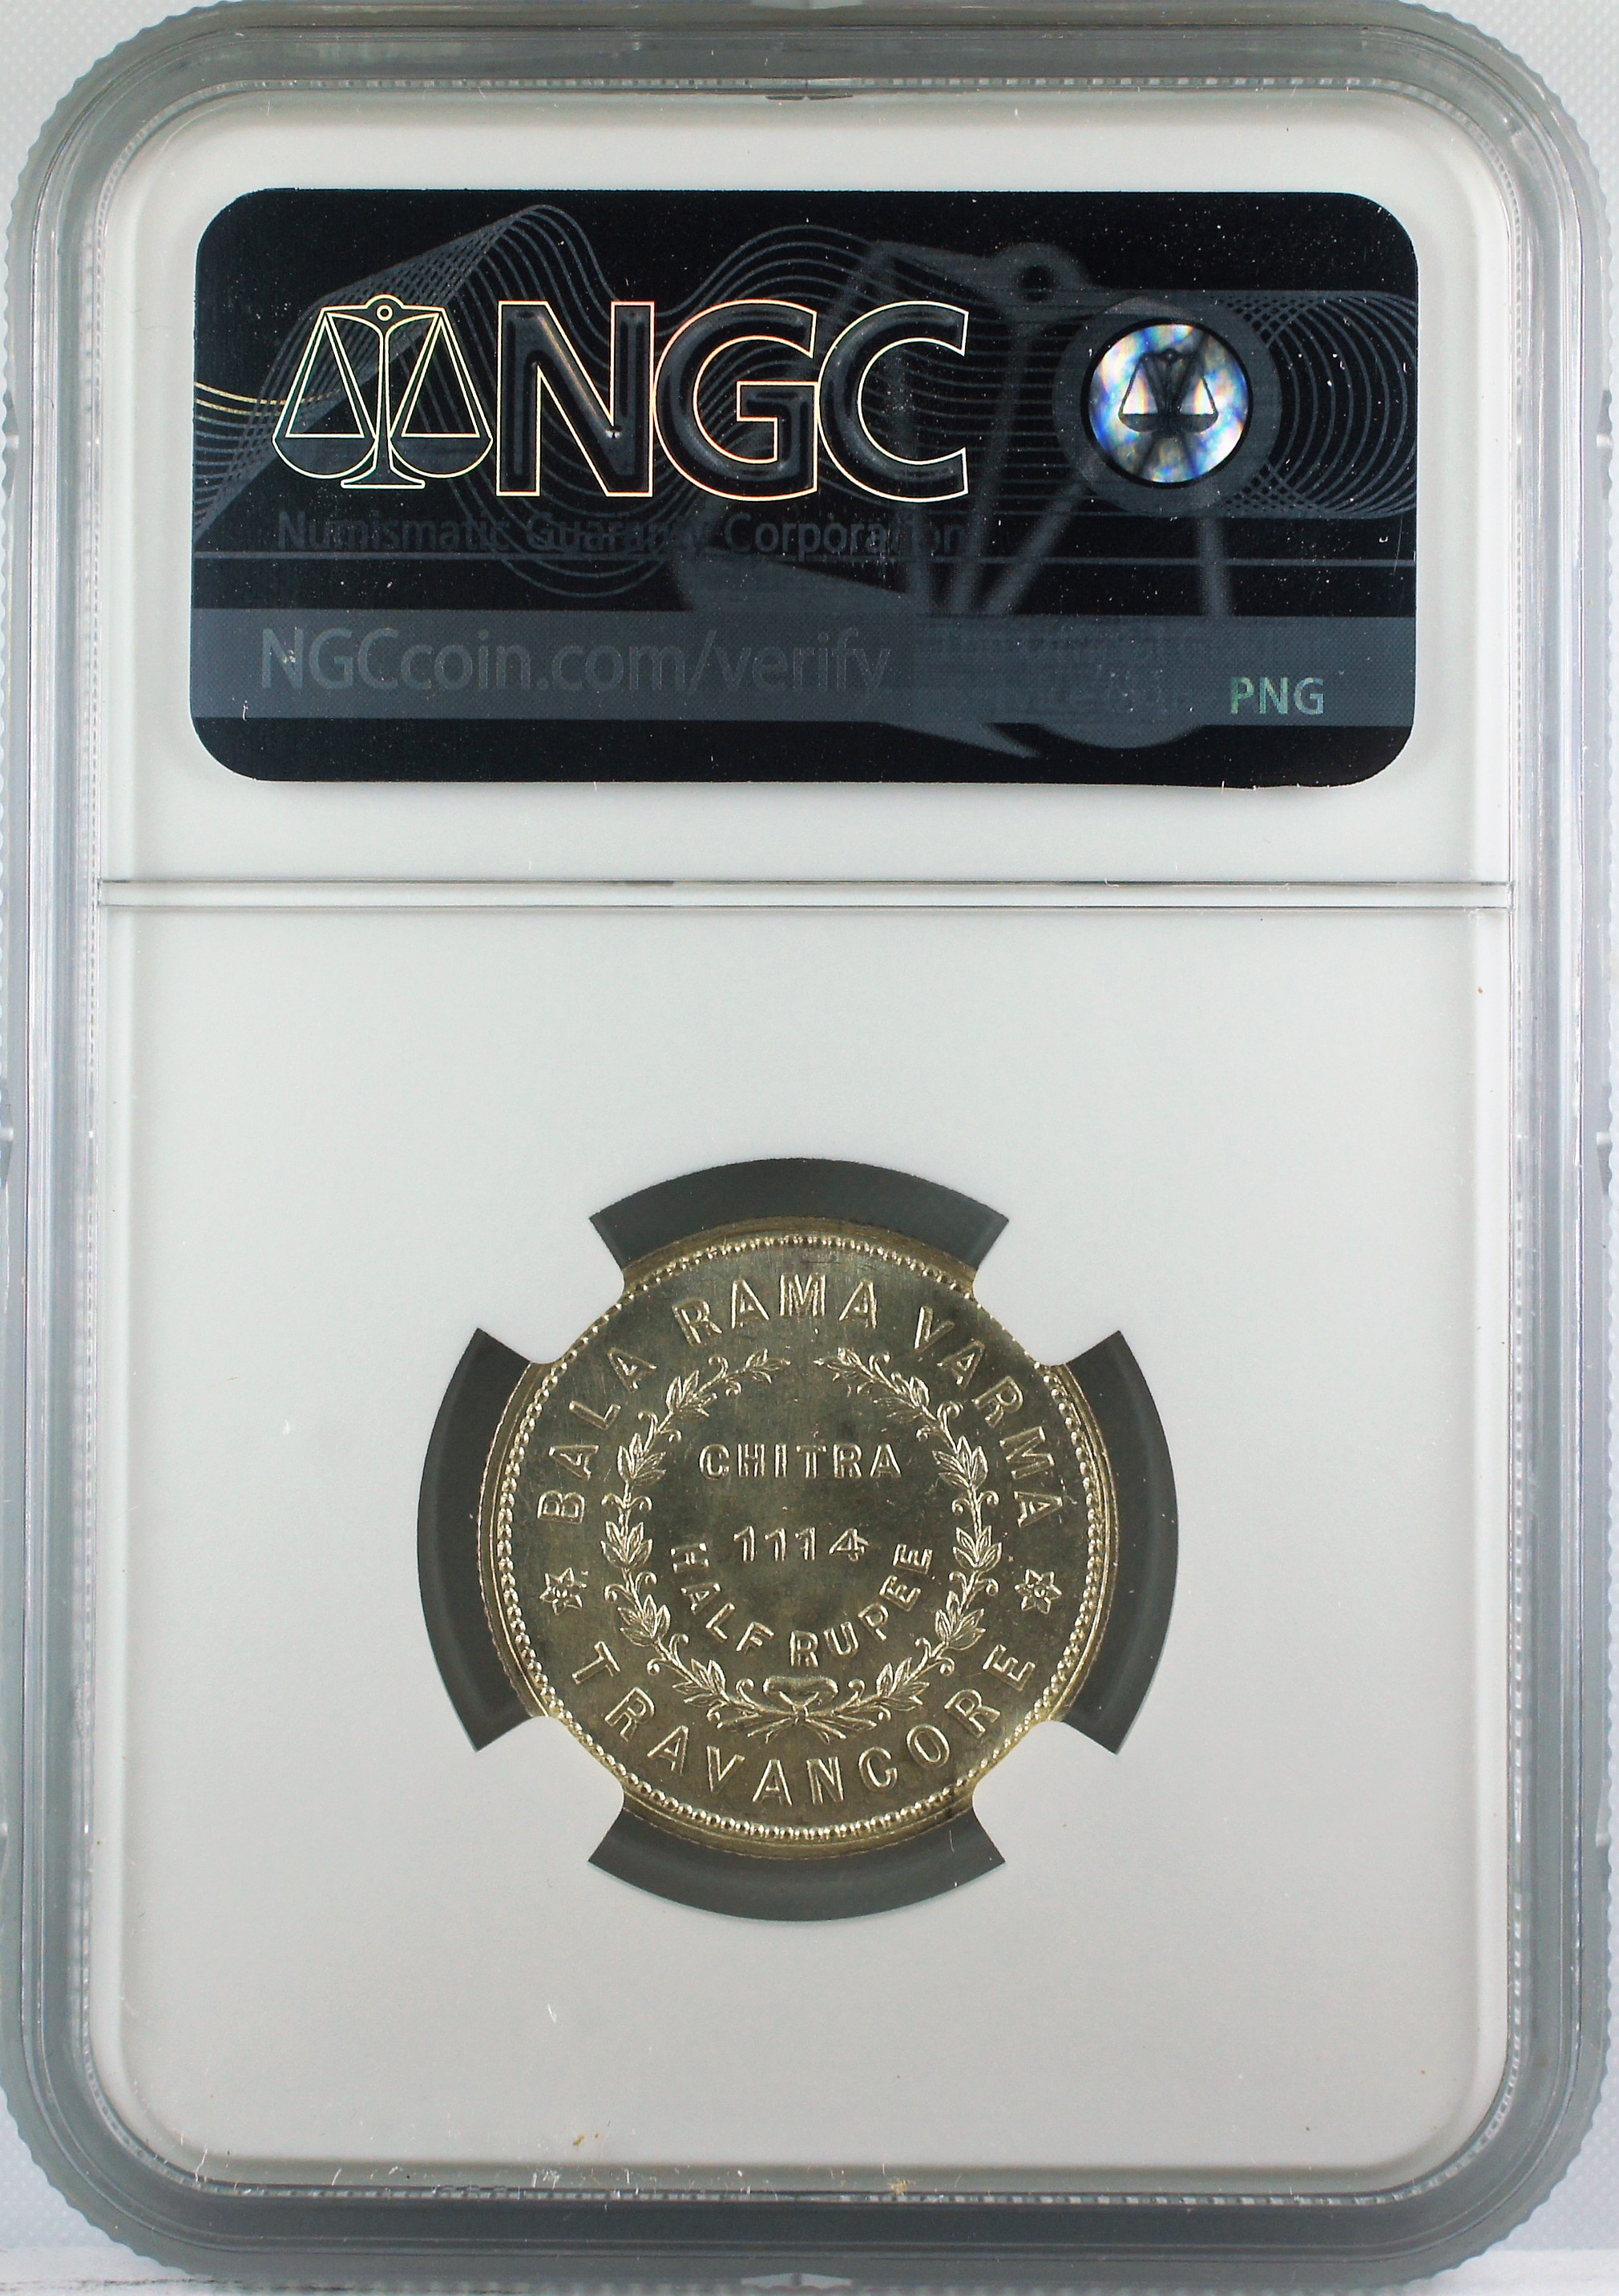 NGC
Numismatic Guaranty Corporation
NGCcoin.com/verify
PNG
BALA RAMA VARMA
CHITRA
1114
HALF RUPEE
TRAVANCORE